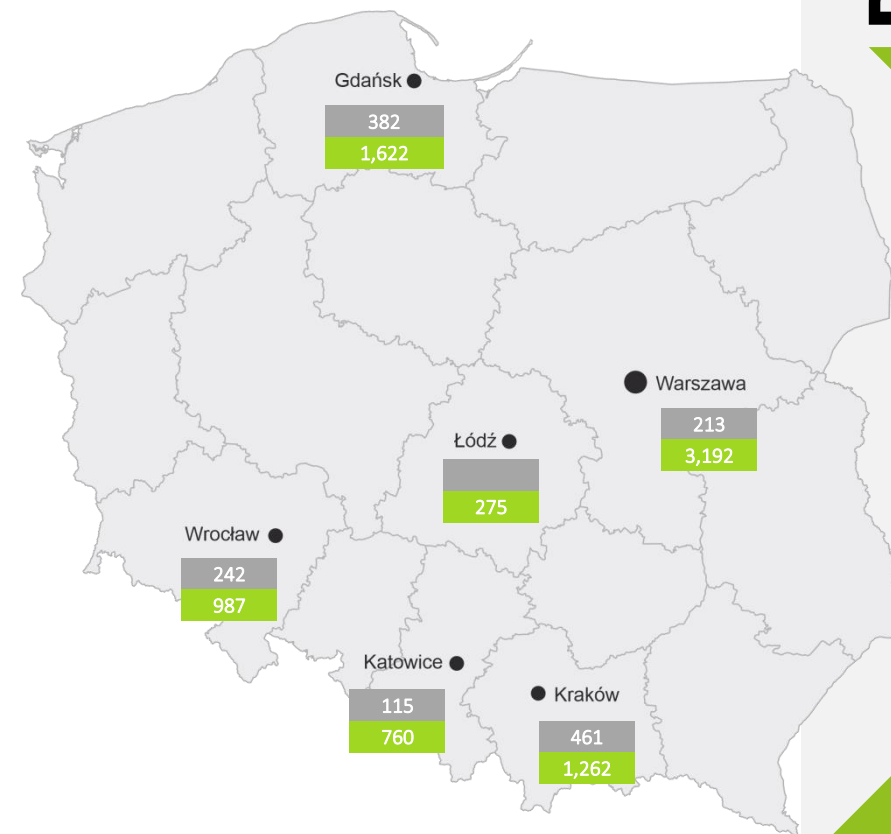 Gdańsk
382
1,622
Warszawa
213
3,192
Łódź
275
Wrocław
242
987
Katowice
115
760
Kraków
461
1,262